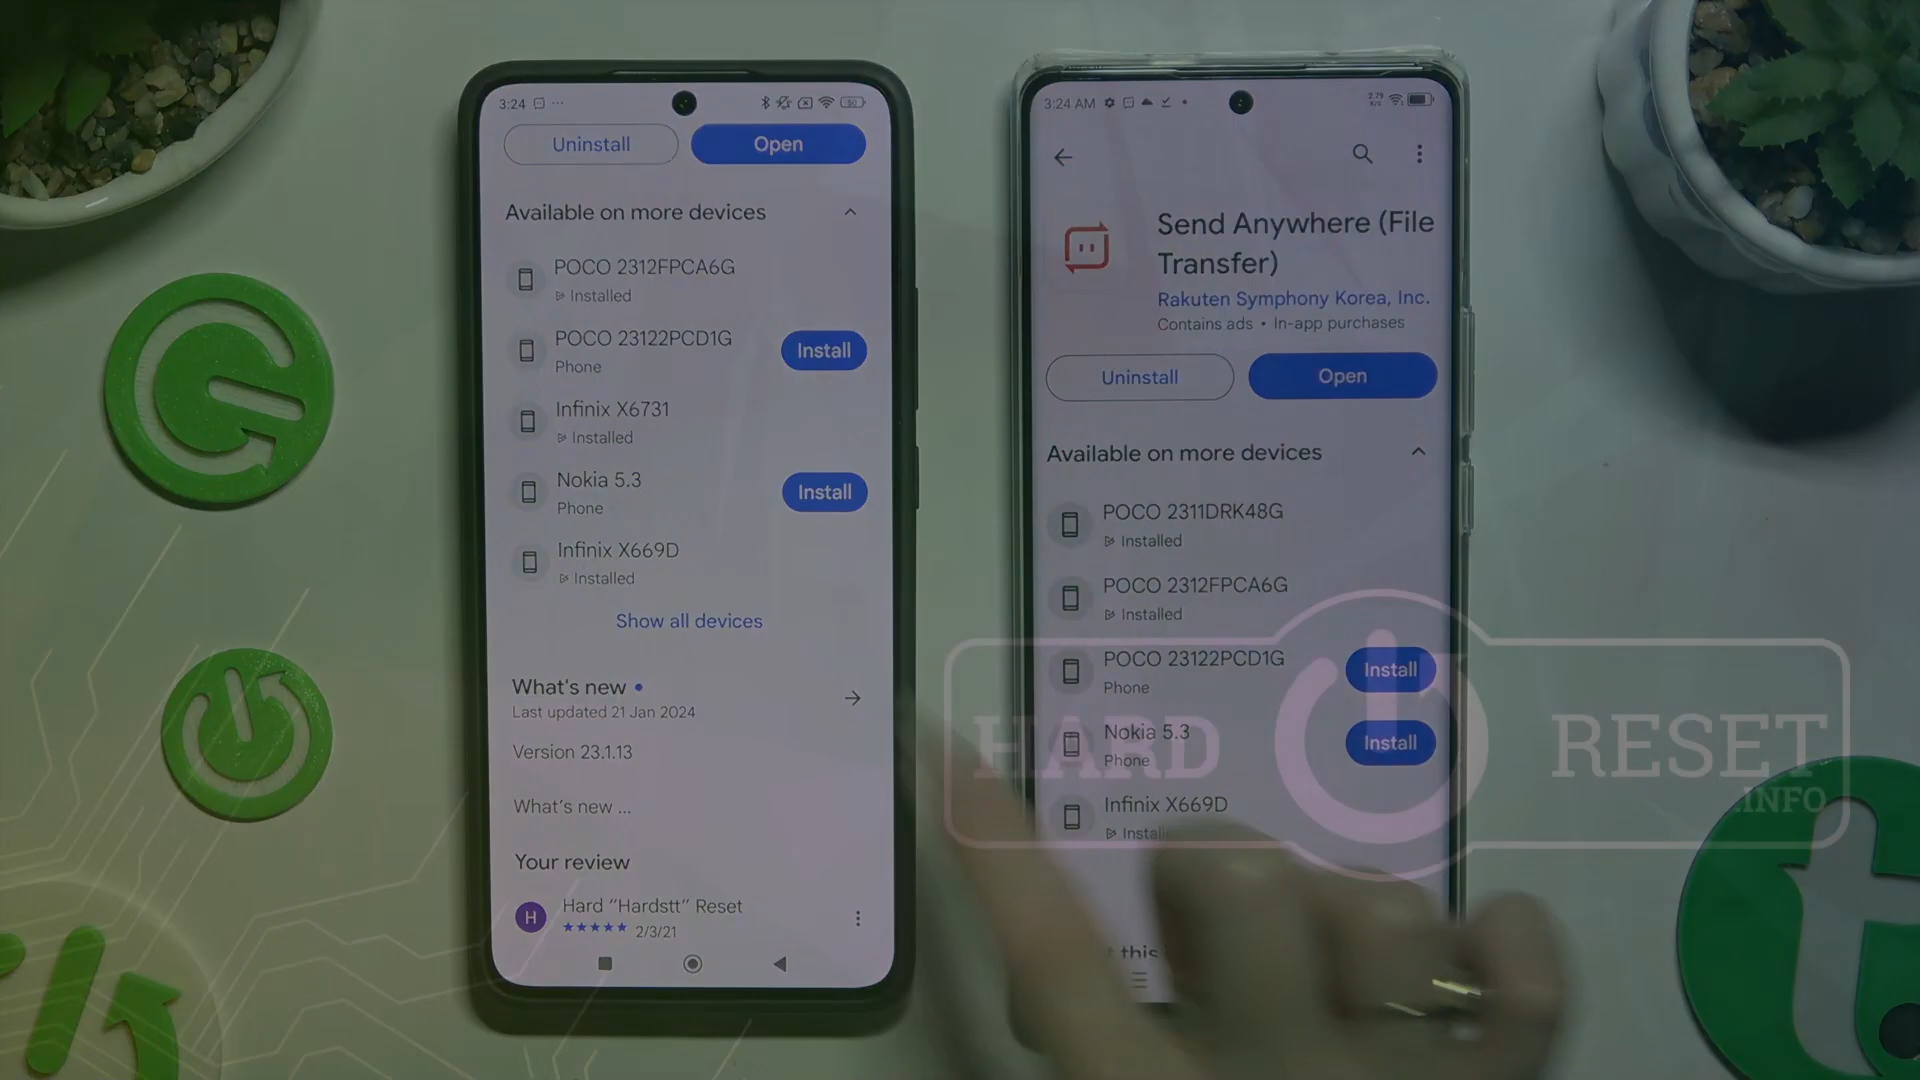 3:24
50
Uninstall
Open
Available on more devices
POCO 2312FPCA6G
Installed
POCO 23122PCD1G
Phone
Install
Infinix X6731
Installed
Nokia 5.3
Phone
Install
Infinix X669D
Installed
Show all devices
What's new
Last updated 21 Jan 2024
Version 23.1.13
What's new ...
Your review
H
Hard "Hardstt" Reset
2/3/21
3:24 AM
2.79
K/s
Send Anywhere (File
Transfer)
Rakuten Symphony Korea, Inc.
Contains ads • In-app purchases
Uninstall
Open
Available on more devices
POCO 2311DRK48G
Installed
POCO 2312FPCA6G
Installed
POCO 23122PCD1G
Phone
Install
Nokia 5.3
Phone
Install
Infinix X669D
this
HARD RESET
.INFO